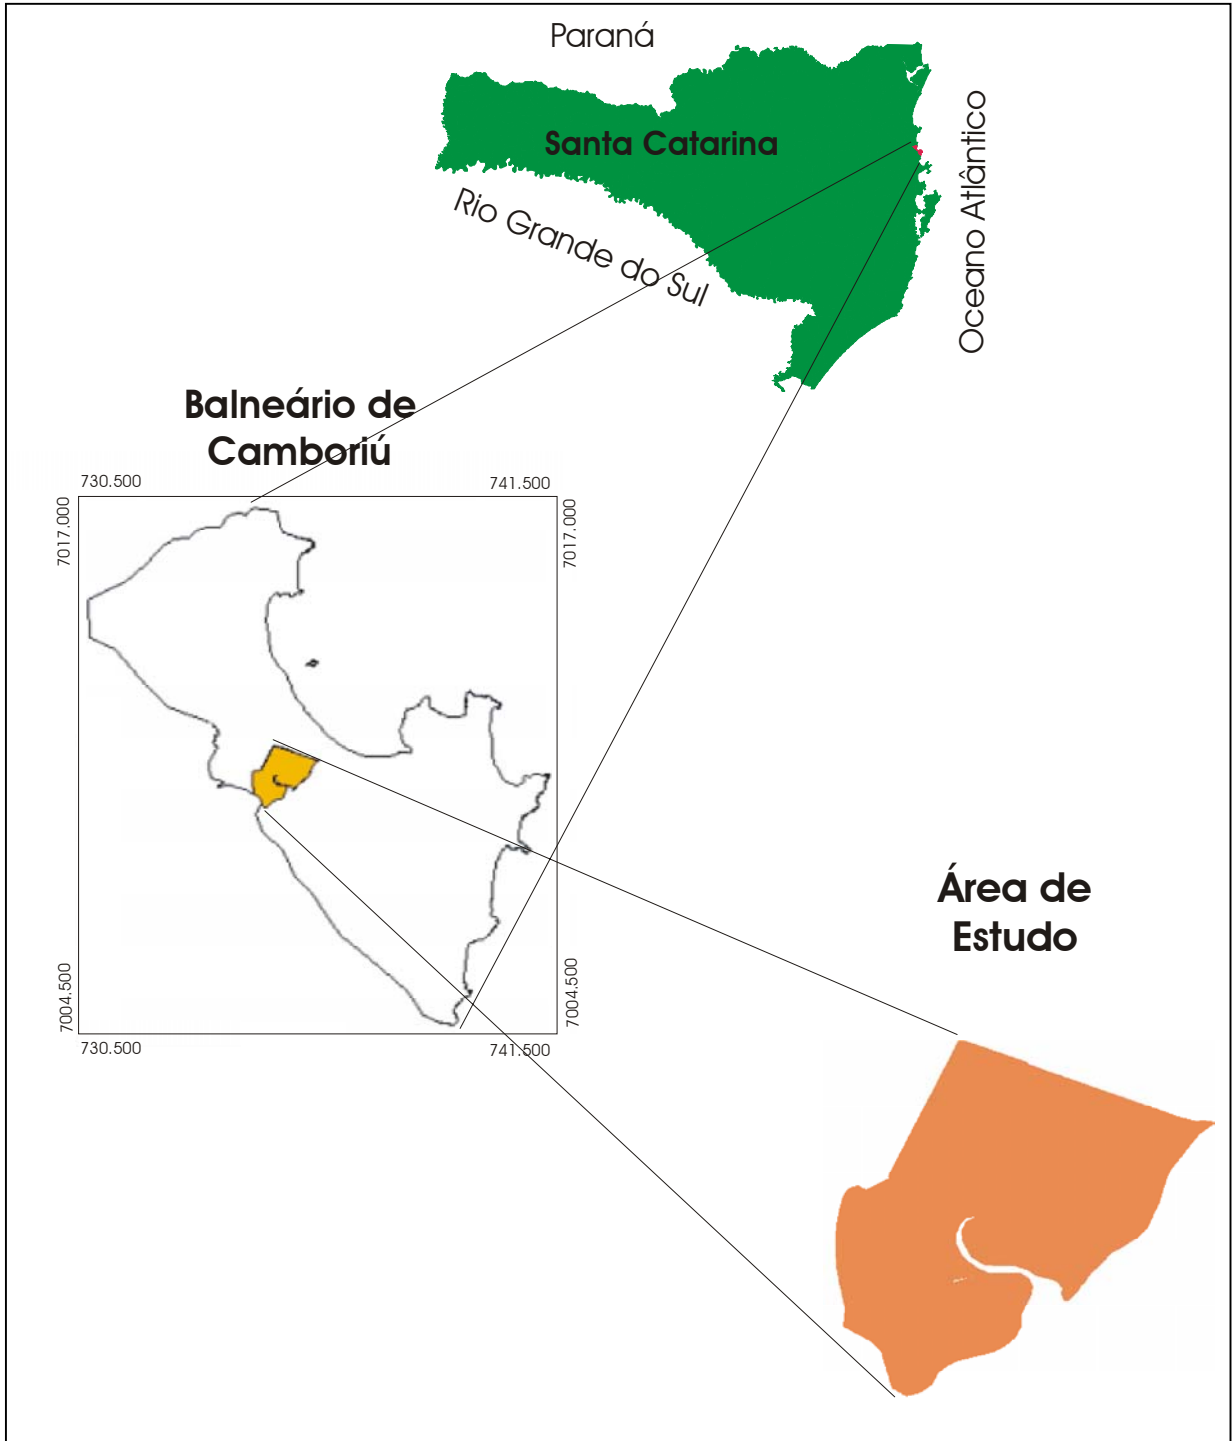 Paraná
Santa Catarina
Oceano Atlântico
Rio Grande do Sul
Balneário de
Camboriú
730.500
741.500
7017.000
7017.000
Área de
Estudo
7004.500
7004.500
730.500
741.500